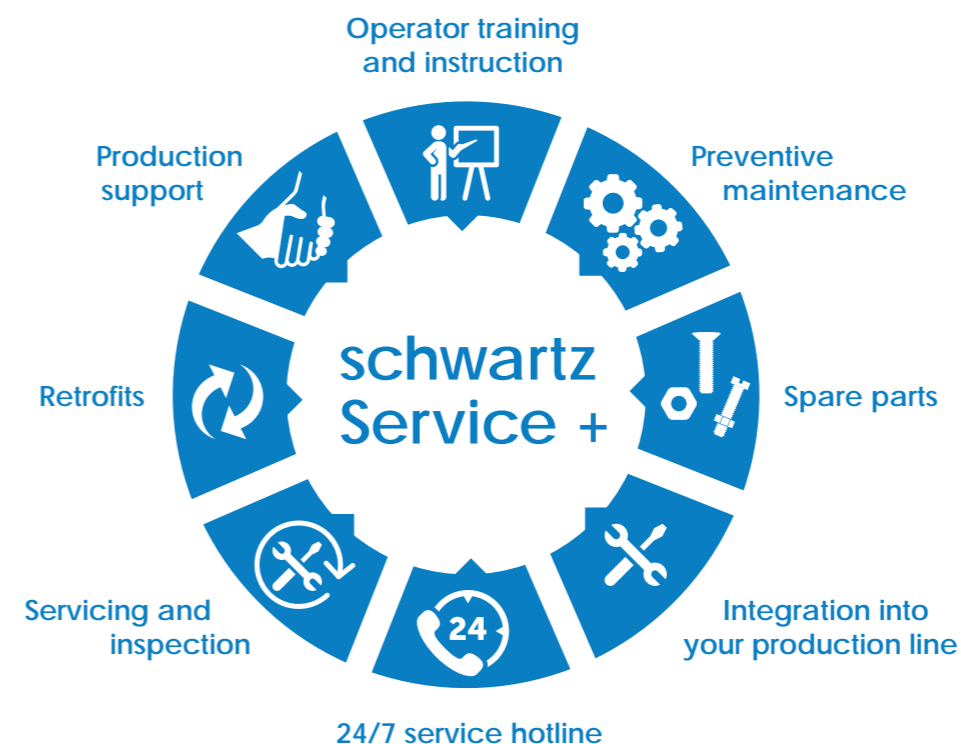 Operator training
and instruction
Preventive
maintenance
Spare parts
Integration into
your production line
24/7 service hotline
Servicing and
inspection
Retrofits
Production
support
schwartz
Service +
24